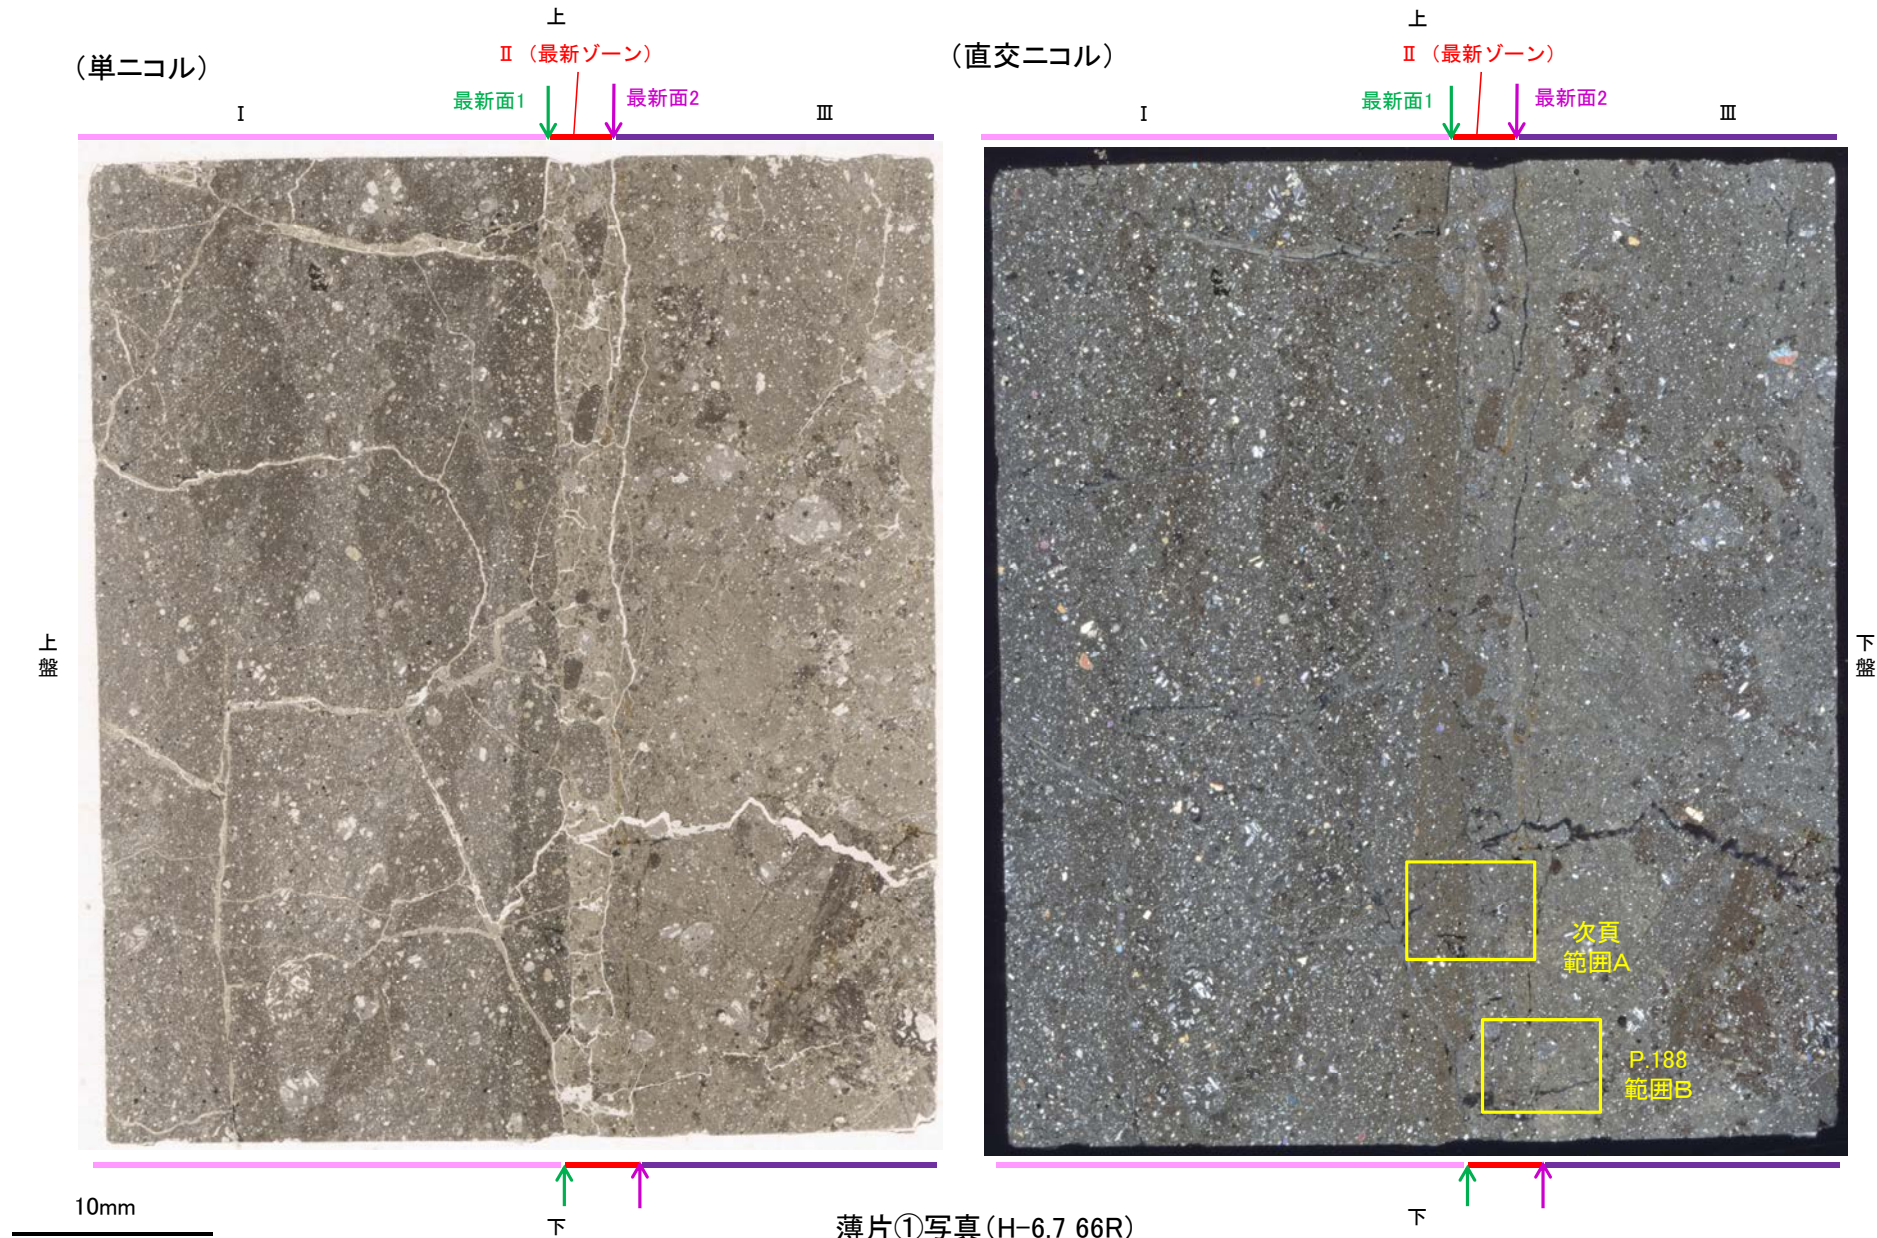 上
上
(単ニコル)
Ⅱ (最新ゾーン)
(直交ニコル)
Ⅱ (最新ゾーン)
最新面1
最新面2
最新面1
最新面2
Ⅰ
Ⅲ
Ⅰ
Ⅲ
上盤
下盤
次頁
範囲A
P.188
範囲B
10mm
下
下
薄片①写真(H-6.7 66R)